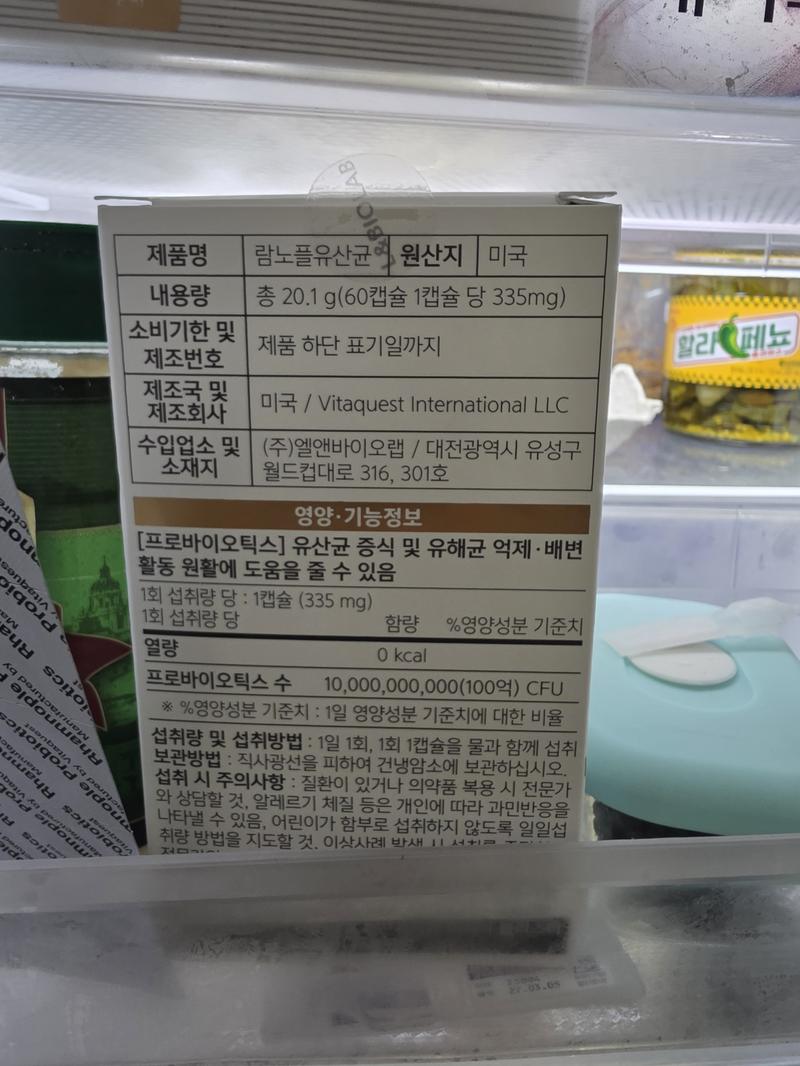 제품명 람노플유산균 원산지 미국
내용량 총 20.1 g(60캡슐 1캡슐 당 335mg)
소비기한 및
제조번호 제품 하단 표기일까지
제조국 및
제조회사 미국 / Vitaquest International LLC
수입업소 및
소재지 (주)엘앤바이오랩 / 대전광역시 유성구
월드컵대로 316, 301호
영양·기능정보
[프로바이오틱스] 유산균 증식 및 유해균 억제·배변
활동 원활에 도움을 줄 수 있음
1회 섭취량 당 : 1캡슐 (335 mg)
1회 섭취량 당 함량 %영양성분 기준치
열량 0 kcal
프로바이오틱스 수 10,000,000,000(100억) CFU
※ %영양성분 기준치 : 1일 영양성분 기준치에 대한 비율
섭취량 및 섭취방법 : 1일 1회, 1회 1캡슐을 물과 함께 섭취
보관방법 : 직사광선을 피하여 건냉암소에 보관하십시오.
섭취 시 주의사항 : 질환이 있거나 의약품 복용 시 전문가
와 상담할 것, 알레르기 체질 등은 개인에 따라 과민반응을
나타낼 수 있음, 어린이가 함부로 섭취하지 않도록 일일섭
취량 방법을 지도할 것, 이상사례 발생 시 섭취를
할라페뇨
Rhamnople Probiotics
Manufactured by Vitaquest
27.03.05